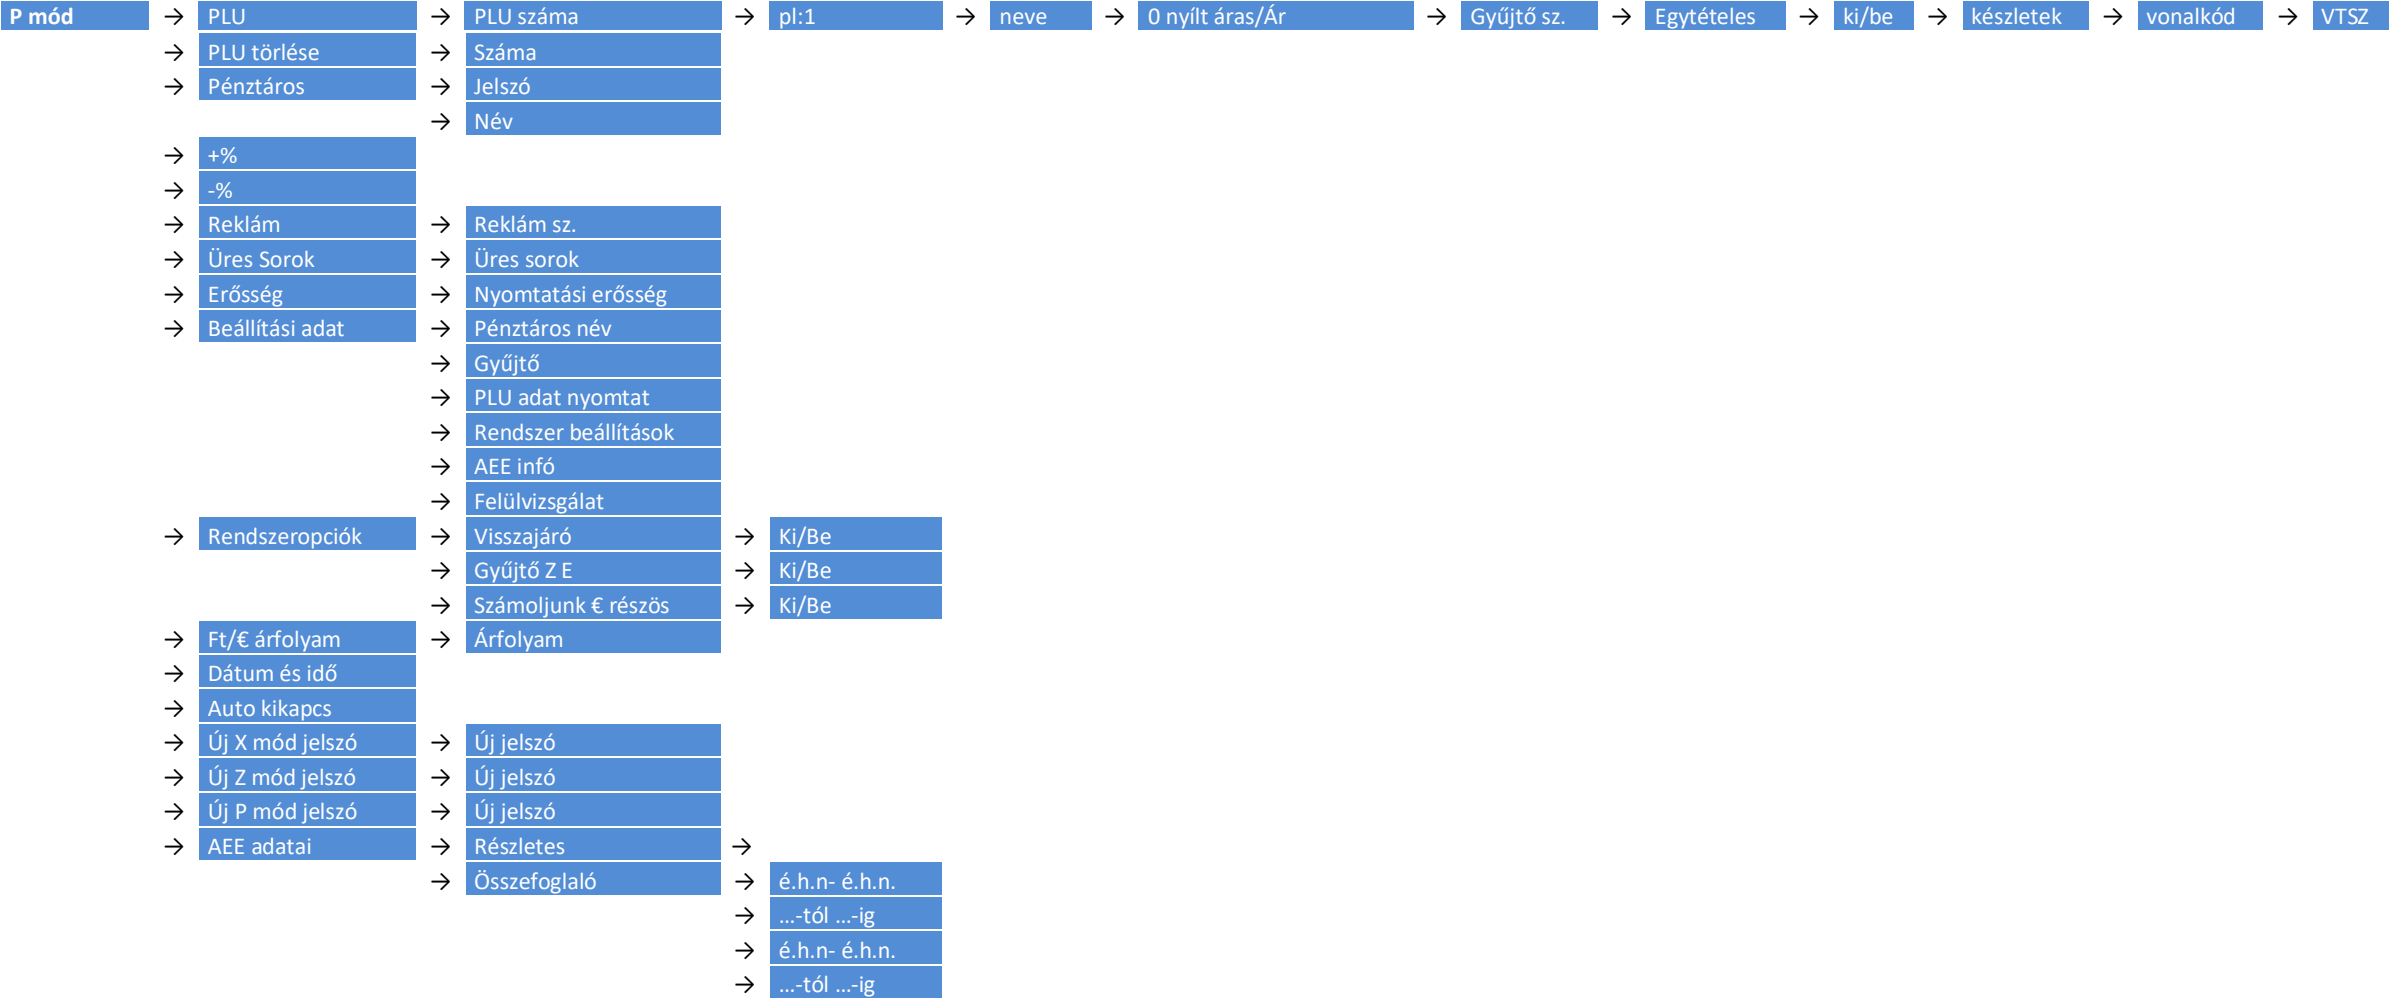 P mód → PLU → PLU száma → pl:1 → neve → 0 nyílt áras/Ár → Gyűjtő sz. → Egytételes → ki/be → készletek → vonalkód → VTSZ
→ PLU törlése → Száma
→ Pénztáros → Jelszó
→ Név
→ +%
→ -%
→ Reklám → Reklám sz.
→ Üres Sorok → Üres sorok
→ Erősség → Nyomtatási erősség
→ Beállítási adat → Pénztáros név
→ Gyűjtő
→ PLU adat nyomtat
→ Rendszer beállítások
→ AEE infó
→ Felülvizsgálat
→ Rendszeropciók → Visszajáró → Ki/Be
→ Gyűjtő Z E → Ki/Be
→ Számoljunk € részös → Ki/Be
→ Ft/€ árfolyam → Árfolyam
→ Dátum és idő
→ Auto kikapcs
→ Új X mód jelszó → Új jelszó
→ Új Z mód jelszó → Új jelszó
→ Új P mód jelszó → Új jelszó
→ AEE adatai → Részletes →
→ Összefoglaló → é.h.n- é.h.n.
→ ...-tól ...-ig
→ é.h.n- é.h.n.
→ ...-tól ...-ig